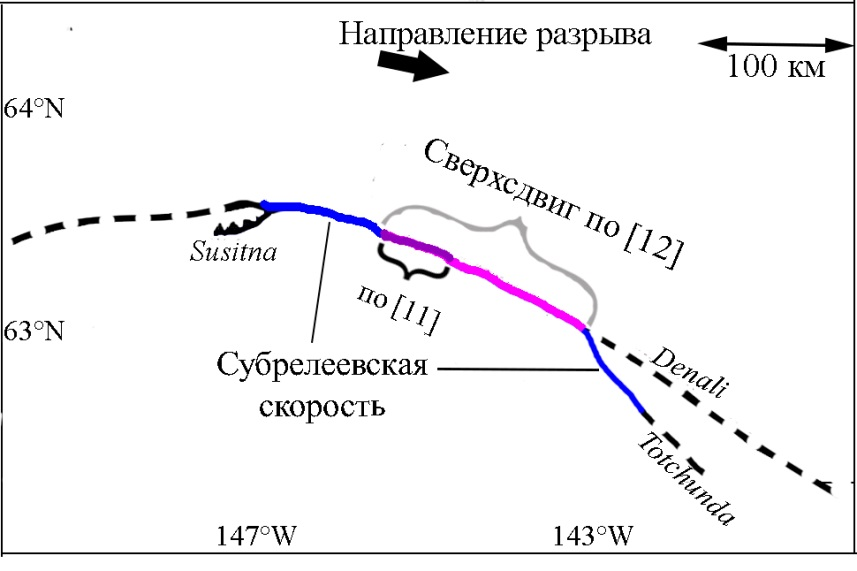 Направление разрыва
100 км
64°N
Сверхсдвиг по [12]
Susitna
по [11]
63°N
Субрелеевская
скорость
Denali
Totchunda
147°W
143°W